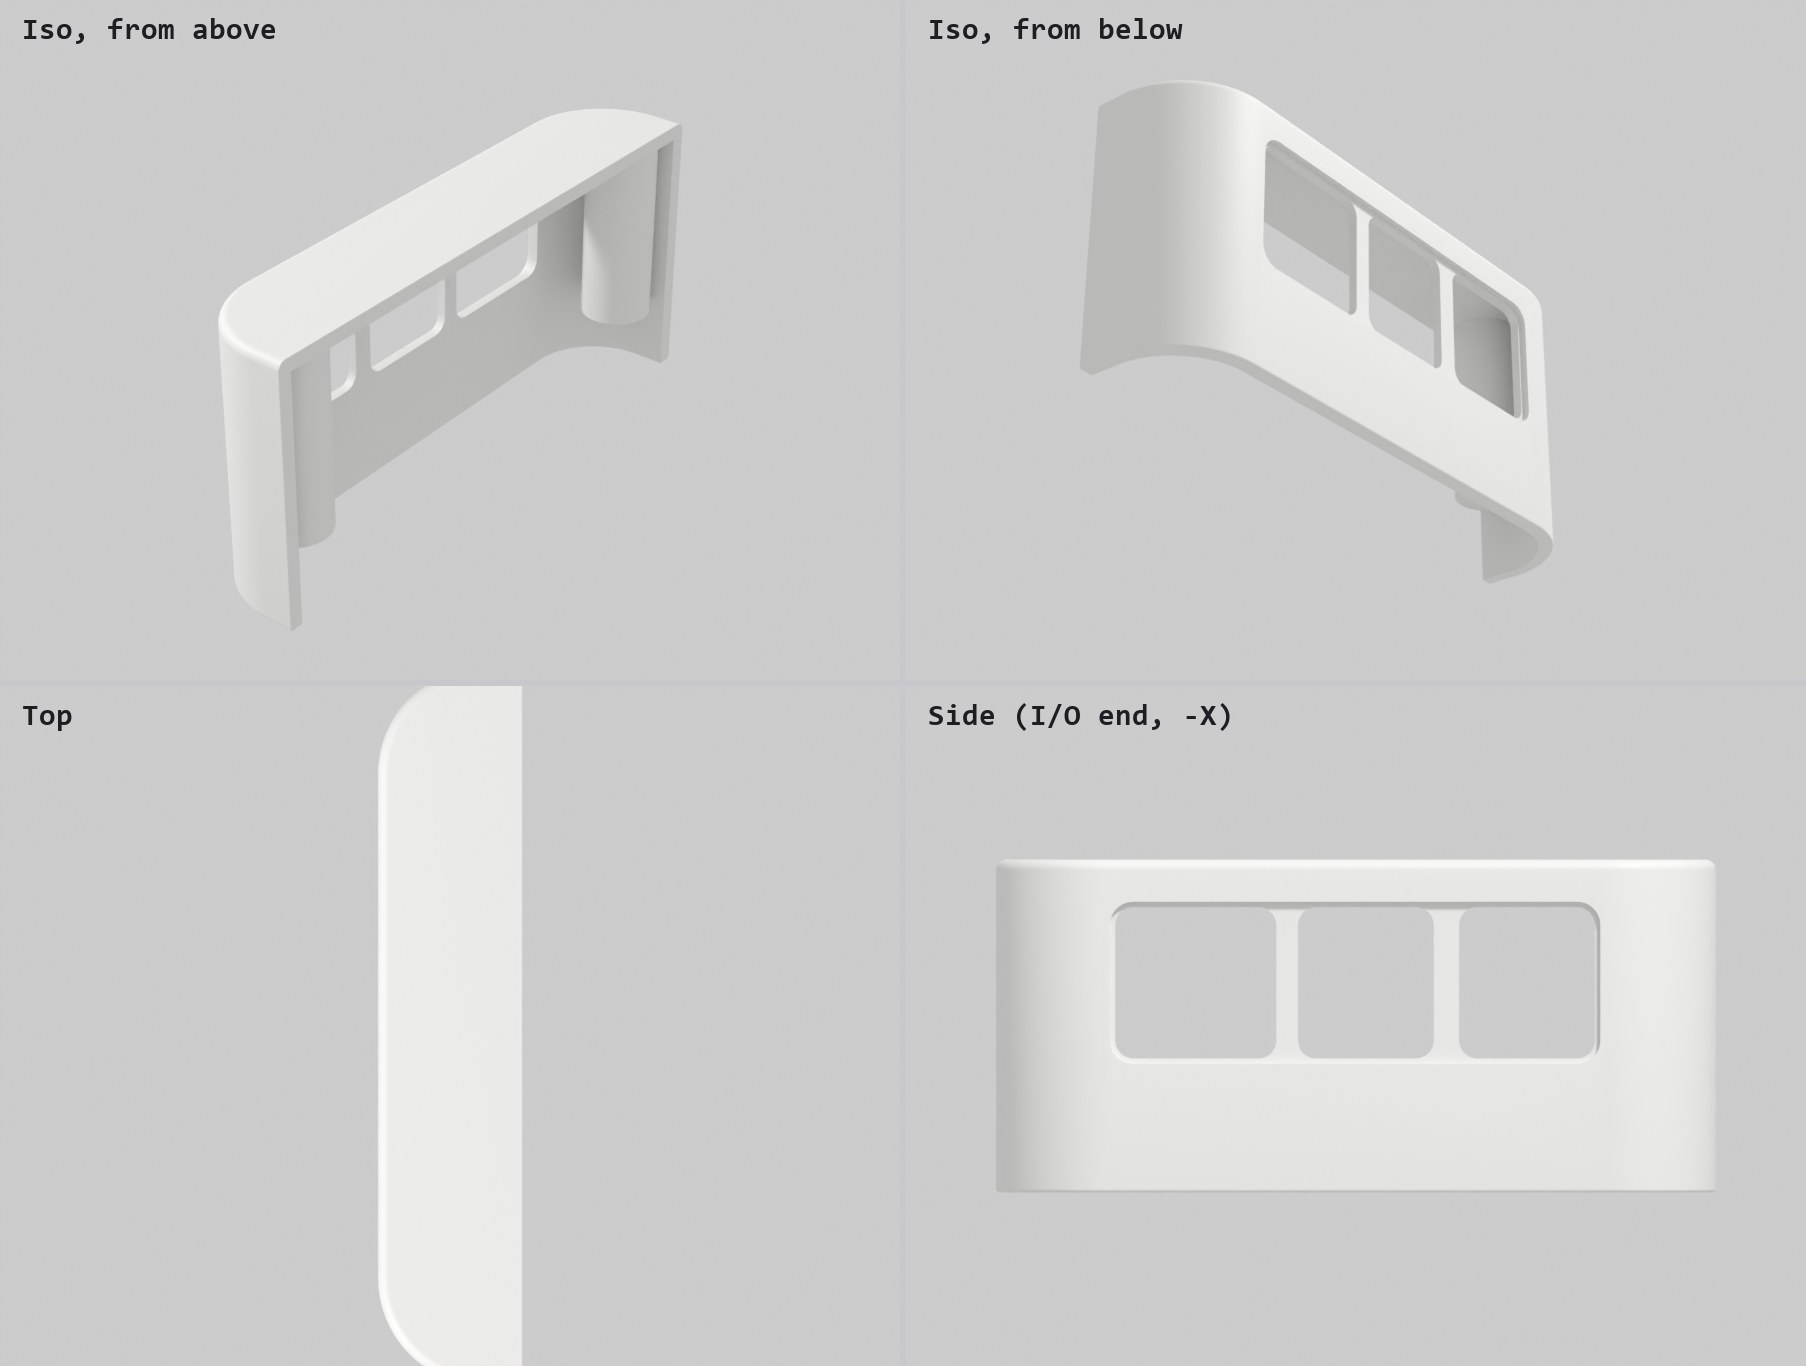 Iso, from above
Iso, from below
Top
Side (I/O end, -X)